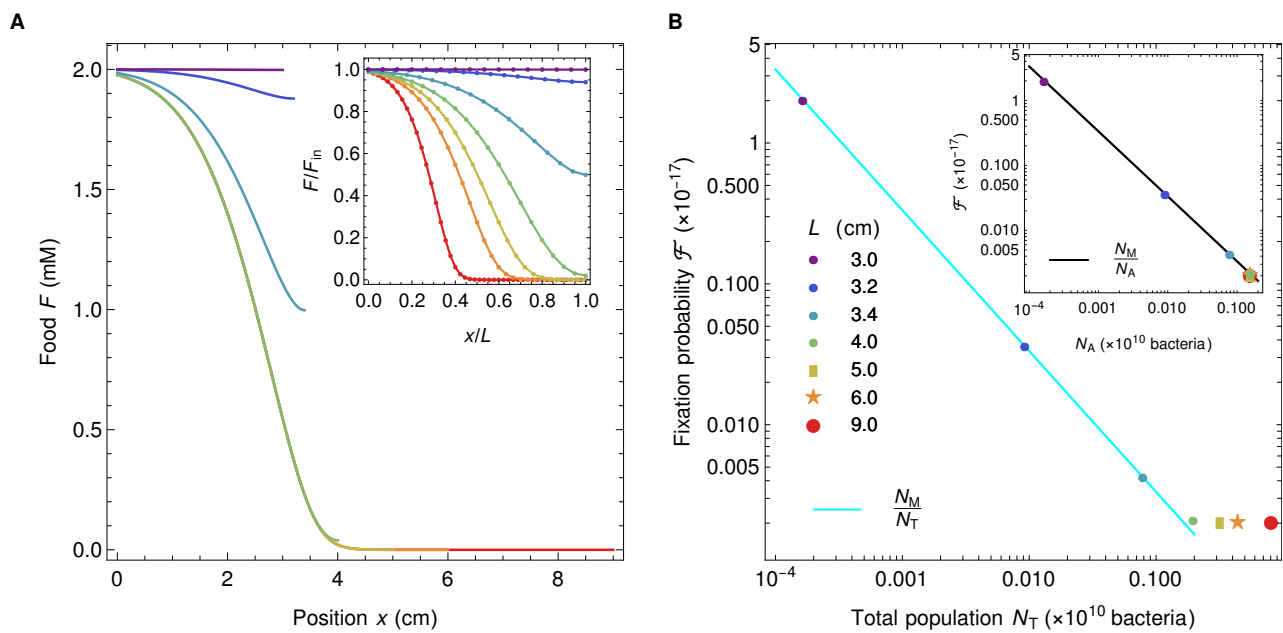 A
Food F (mM)
2.0
1.5
1.0
0.5
0.0
0 2 4 6 8
Position x (cm)
F/F_in
1.0
0.8
0.6
0.4
0.2
0.0
0.0 0.2 0.4 0.6 0.8 1.0
x/L
B
Fixation probability ℱ (×10⁻¹⁷)
5
1
0.500
0.100
0.050
0.010
0.005
10⁻⁴ 0.001 0.010 0.100
Total population N_T (×10¹⁰ bacteria)
L (cm)
3.0
3.2
3.4
4.0
5.0
6.0
9.0
N_M
N_T
ℱ (×10⁻¹⁷)
5
1
0.500
0.100
0.050
0.010
0.005
10⁻⁴ 0.001 0.010 0.100
N_A (×10¹⁰ bacteria)
N_M
N_A